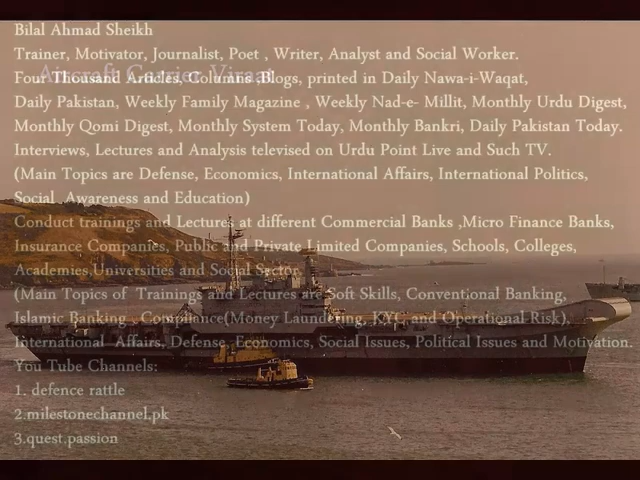 Bilal Ahmad Sheikh
Trainer, Motivator, Journalist, Poet , Writer, Analyst and Social Worker.
Aircraft Carrier Viraat
Four Thousand Articles, Columns Blogs, printed in Daily Nawa-i-Waqat,
Daily Pakistan, Weekly Family Magazine , Weekly Nad-e- Millit, Monthly Urdu Digest,
Monthly Qomi Digest, Monthly System Today, Monthly Bankri, Daily Pakistan Today.
Interviews, Lectures and Analysis televised on Urdu Point Live and Such TV.
(Main Topics are Defense, Economics, International Affairs, International Politics,
Social Awareness and Education)
Conduct trainings and Lectures at different Commercial Banks ,Micro Finance Banks,
Insurance Companies, Public and Private Limited Companies, Schools, Colleges,
Academies,Universities and Social Sector.
(Main Topics of Trainings and Lectures are Soft Skills, Conventional Banking,
Islamic Banking , Compliance(Money Laundering, KYC and Operational Risk),
International Affairs, Defense, Economics, Social Issues, Political Issues and Motivation.
You Tube Channels:
1. defence rattle
2.milestonechannel,pk
3.quest.passion